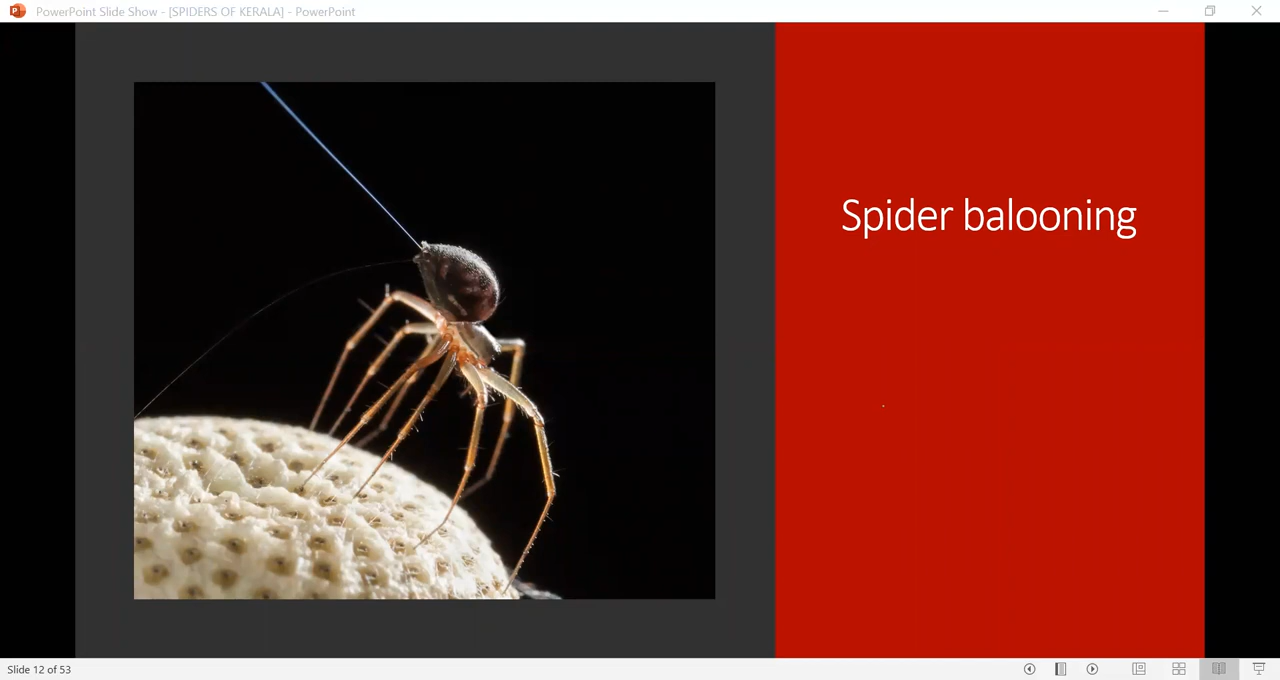 PowerPoint Slide Show - [SPIDERS OF KERALA] - PowerPoint
Spider balooning
Slide 12 of 53